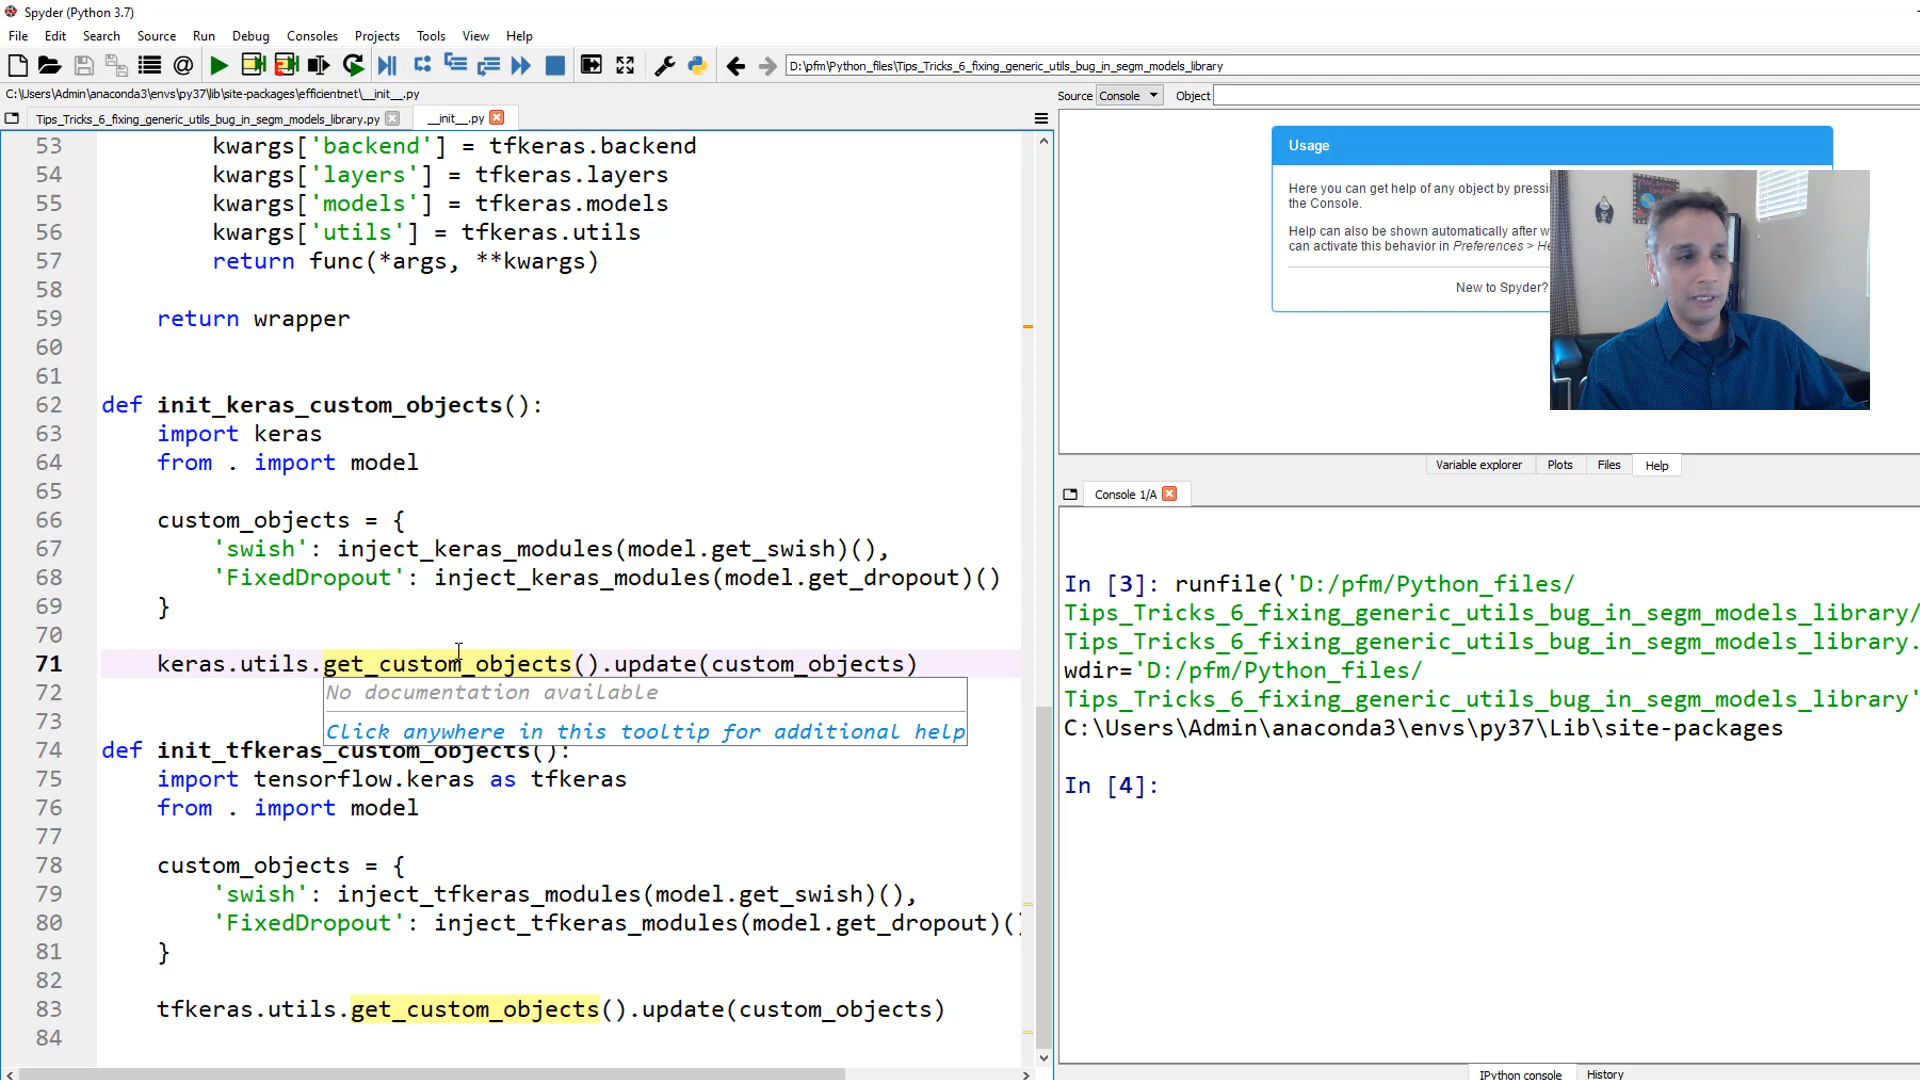 Spyder (Python 3.7)
File Edit Search Source Run Debug Consoles Projects Tools View Help
D:\pfm\Python_files\Tips_Tricks_6_fixing_generic_utils_bug_in_segm_models_library
C:\Users\Admin\anaconda3\envs\py37\lib\site-packages\efficientnet\__init__.py
Tips_Tricks_6_fixing_generic_utils_bug_in_segm_models_library.py
__init__.py
53 kwargs['backend'] = tfkeras.backend
54 kwargs['layers'] = tfkeras.layers
55 kwargs['models'] = tfkeras.models
56 kwargs['utils'] = tfkeras.utils
57 return func(*args, **kwargs)
58
59 return wrapper
60
61
62 def init_keras_custom_objects():
63 import keras
64 from . import model
65
66 custom_objects = {
67 'swish': inject_keras_modules(model.get_swish)(),
68 'FixedDropout': inject_keras_modules(model.get_dropout)()
69 }
70
71 keras.utils.get_custom_objects().update(custom_objects)
72 No documentation available
73 Click anywhere in this tooltip for additional help
74 def init_tfkeras_custom_objects():
75 import tensorflow.keras as tfkeras
76 from . import model
77
78 custom_objects = {
79 'swish': inject_tfkeras_modules(model.get_swish)(),
80 'FixedDropout': inject_tfkeras_modules(model.get_dropout)()
81 }
82
83 tfkeras.utils.get_custom_objects().update(custom_objects)
84
Source Console Object
Usage
Here you can get help of any object by pressi
the Console.
Help can also be shown automatically after w
can activate this behavior in Preferences > He
New to Spyder?
Variable explorer Plots Files Help
Console 1/A
In [3]: runfile('D:/pfm/Python_files/
Tips_Tricks_6_fixing_generic_utils_bug_in_segm_models_library/
Tips_Tricks_6_fixing_generic_utils_bug_in_segm_models_library.
wdir='D:/pfm/Python_files/
Tips_Tricks_6_fixing_generic_utils_bug_in_segm_models_library'
C:\Users\Admin\anaconda3\envs\py37\Lib\site-packages
In [4]:
IPython console History